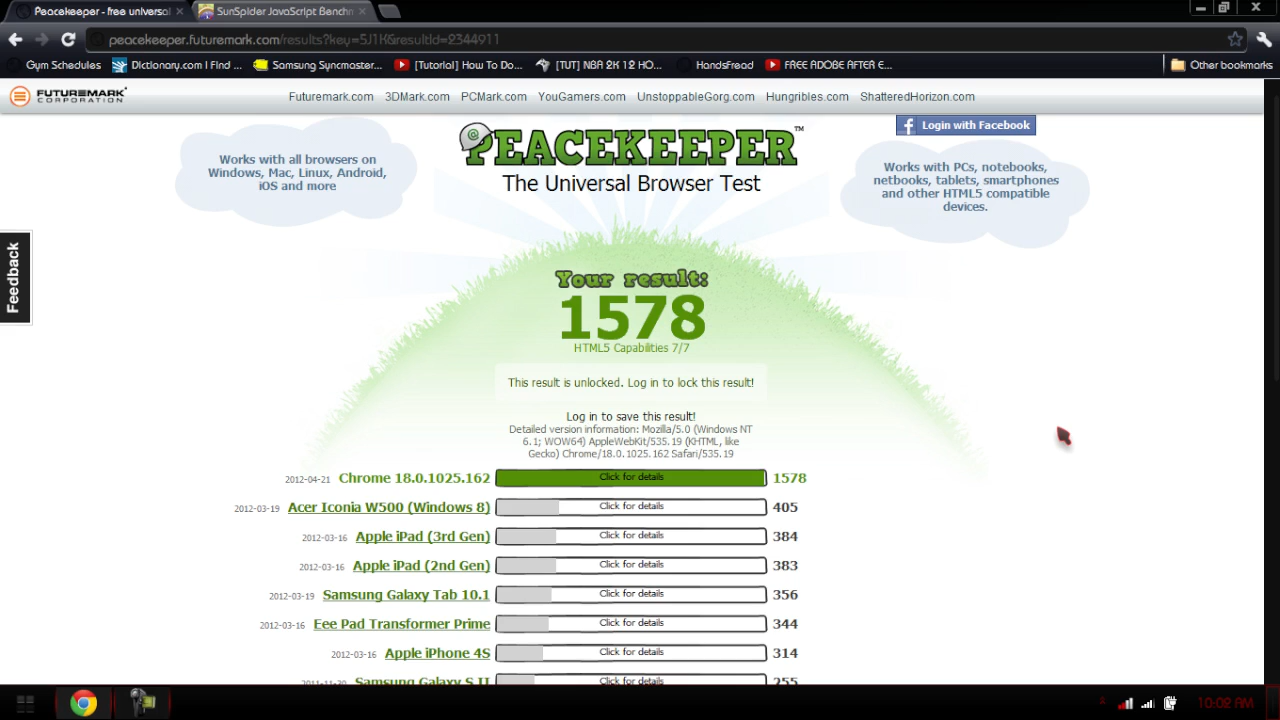 Peacekeeper - free universal
SunSpider JavaScript Benchm
peacekeeper.futuremark.com/results?key=5J1K&resultId=2344911
Gym Schedules
Dictionary.com | Find ...
Samsung Syncmaster...
[Tutorial] How To Do...
[TUT] NBA 2K 12 HO...
HandsFread
FREE ADOBE AFTER E...
Other bookmarks
FUTUREMARK
CORPORATION
Futuremark.com 3DMark.com PCMark.com YouGamers.com UnstoppableGorg.com Hungribles.com ShatteredHorizon.com
Login with Facebook
Works with all browsers on
Windows, Mac, Linux, Android,
iOS and more
PEACEKEEPER™
The Universal Browser Test
Works with PCs, notebooks,
netbooks, tablets, smartphones
and other HTML5 compatible
devices.
Feedback
Your result:
1578
HTML5 Capabilities 7/7
This result is unlocked. Log in to lock this result!
Log in to save this result!
Detailed version information: Mozilla/5.0 (Windows NT
6.1; WOW64) AppleWebKit/535.19 (KHTML, like
Gecko) Chrome/18.0.1025.162 Safari/535.19
2012-04-21 Chrome 18.0.1025.162 Click for details 1578
2012-03-19 Acer Iconia W500 (Windows 8) Click for details 405
2012-03-16 Apple iPad (3rd Gen) Click for details 384
2012-03-16 Apple iPad (2nd Gen) Click for details 383
2012-03-19 Samsung Galaxy Tab 10.1 Click for details 356
2012-03-16 Eee Pad Transformer Prime Click for details 344
2012-03-16 Apple iPhone 4S Click for details 314
2011-11-30 Samsung Galaxy S II Click for details 255
10:02 AM